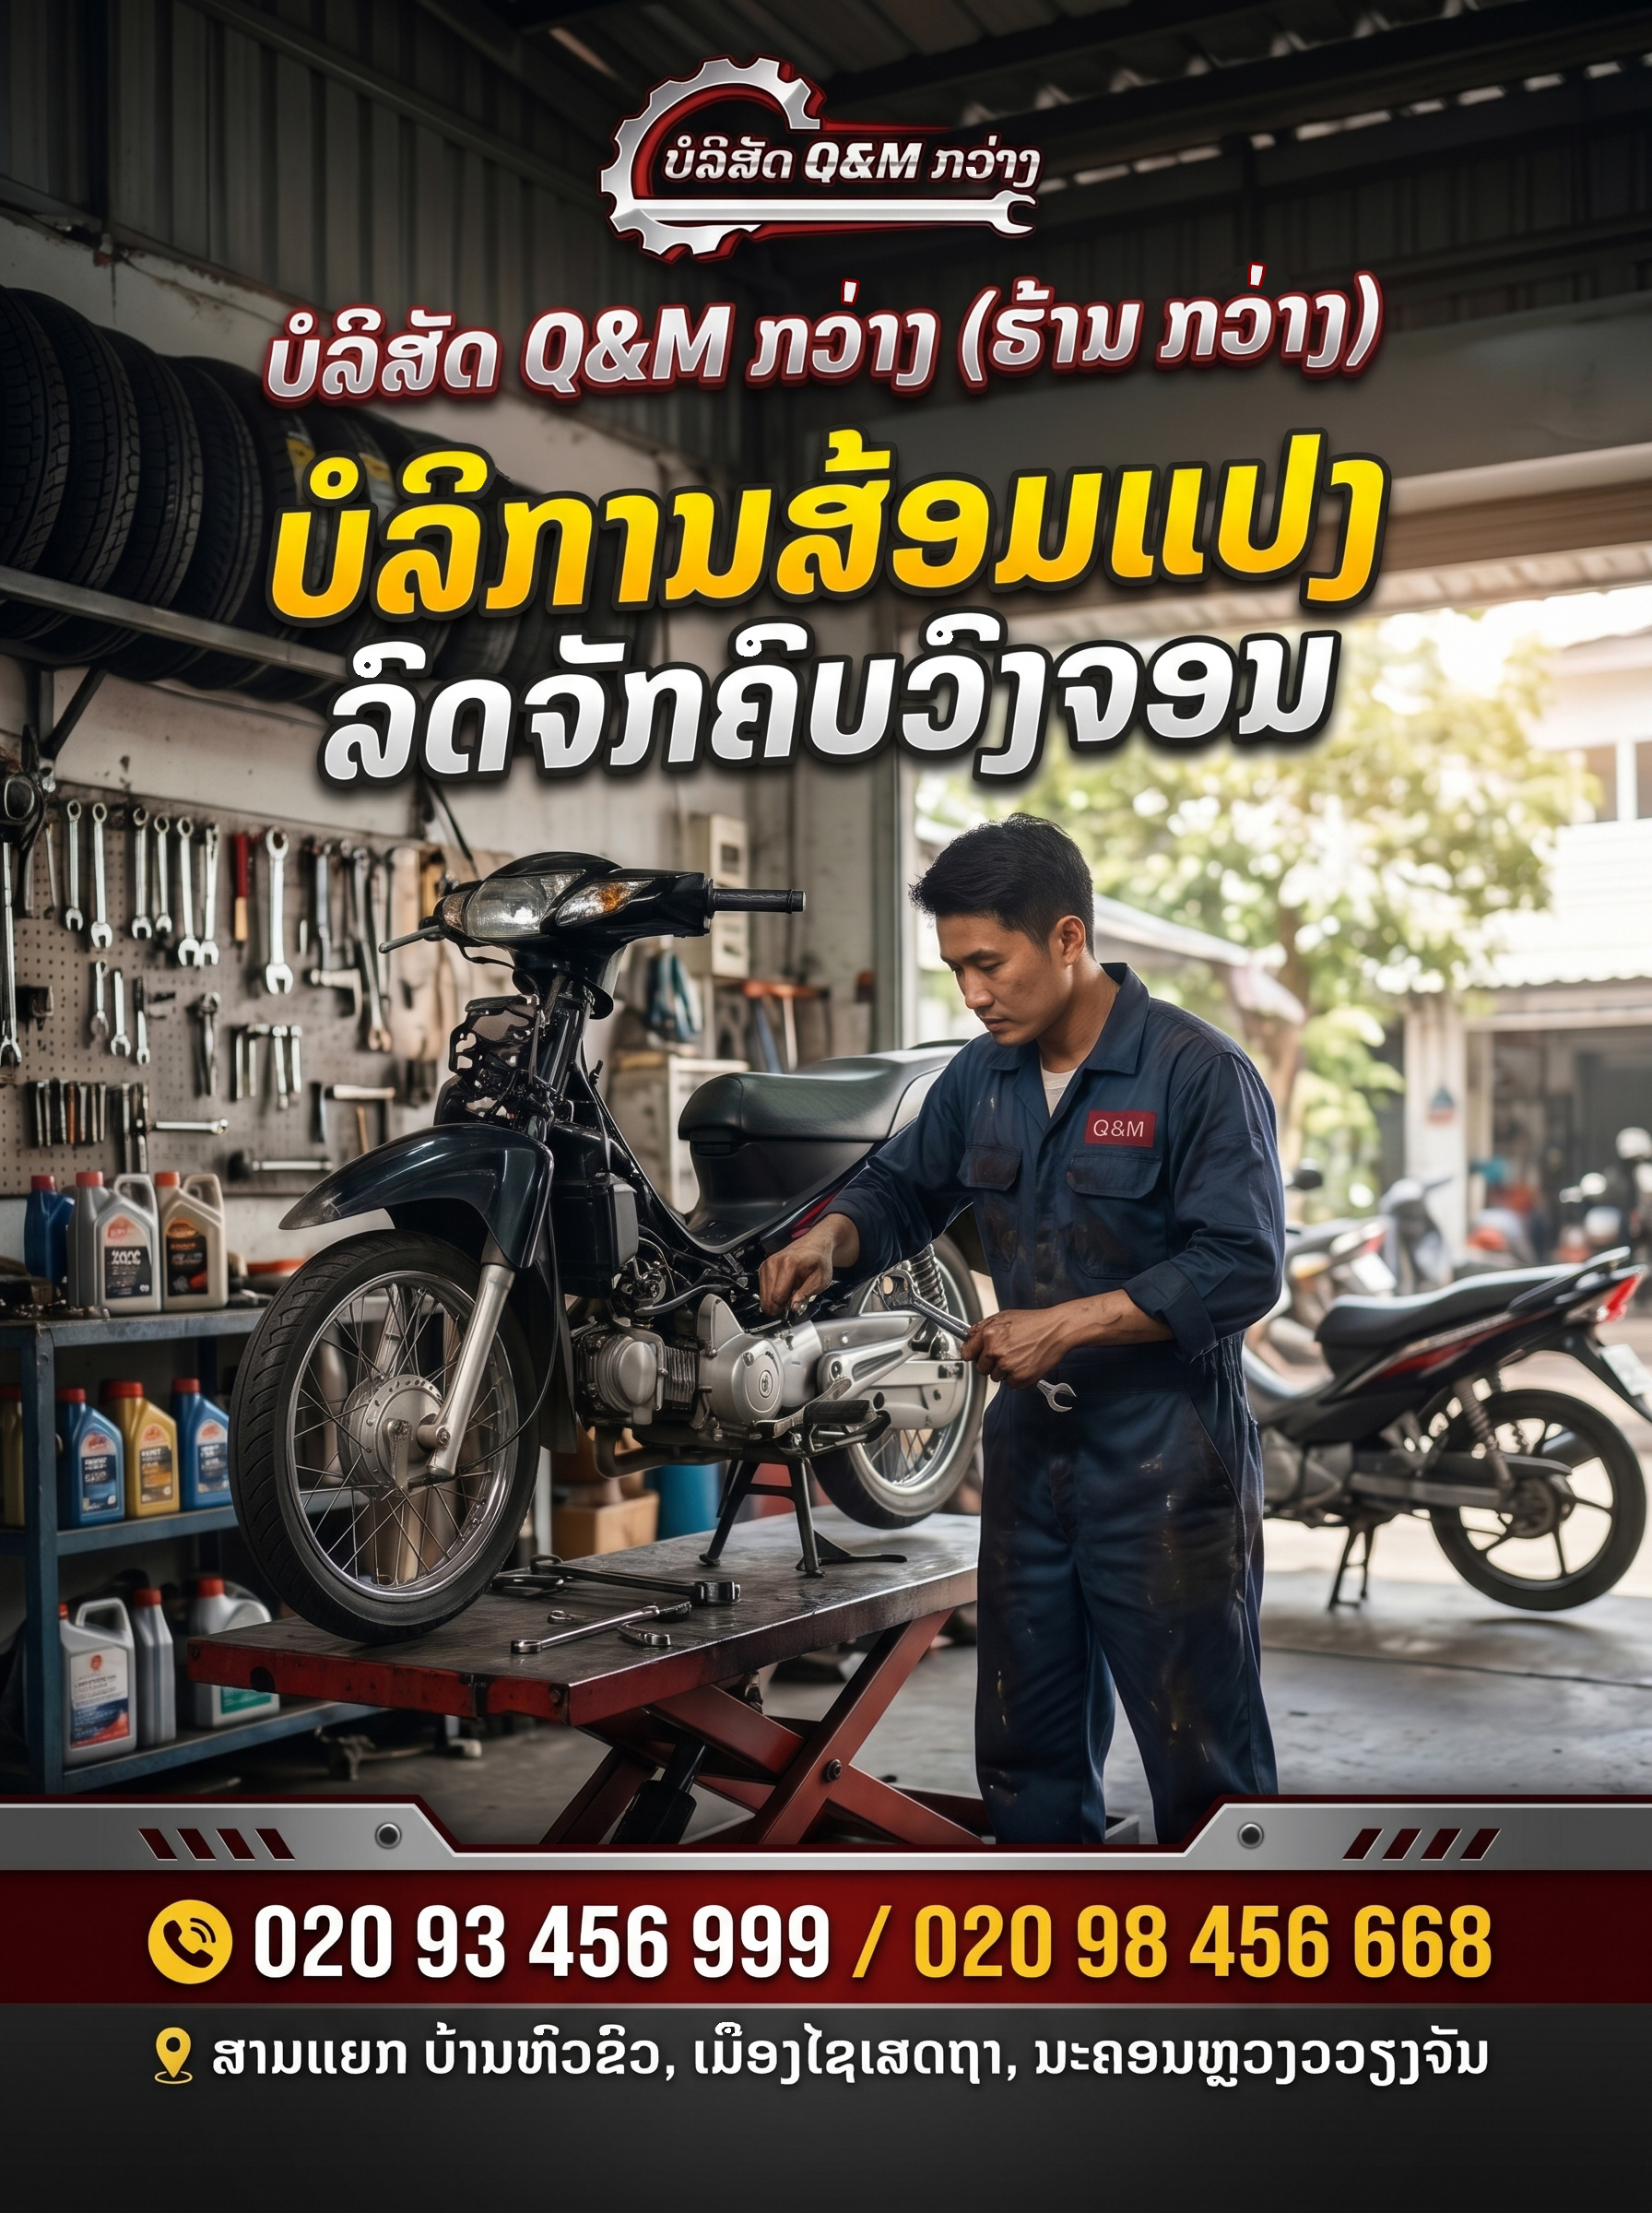 ບໍລິສັດ Q&M ກວ່າງ
ບໍລິສັດ Q&M ກວ່າງ (ຮ້ານ ກວ່າງ)
ບໍລິການສ້ອມແປງ
ລົດຈັກຄົບວົງຈອນ
Q&M
020 93 456 999 / 020 98 456 668
ສາມແຍກ ບ້ານຫົວຂົວ, ເມືອງໄຊເສດຖາ, ນະຄອນຫຼວງວວຽງຈັນ